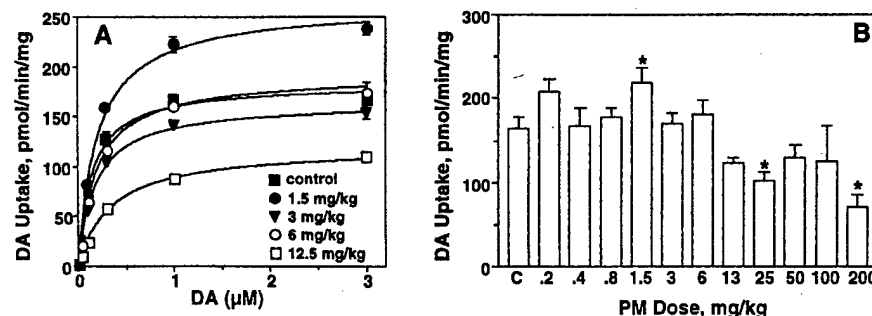 A
DA Uptake, pmol/min/mg
250
200
150
100
50
0
control
1.5 mg/kg
3 mg/kg
6 mg/kg
12.5 mg/kg
0 1 2 3
DA (µM)
B
DA Uptake, pmol/min/mg
300
200
100
0
* * *
C .2 .4 .8 1.5 3 6 13 25 50 100 200
PM Dose, mg/kg